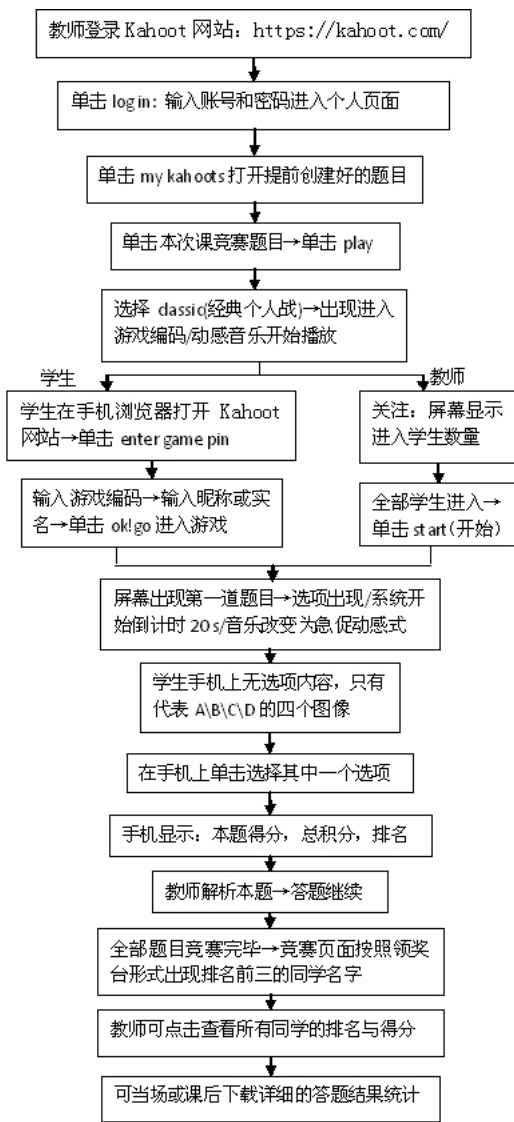 教师登录 Kahoot 网站：https://kahoot.com/
单击 log in: 输入账号和密码进入个人页面
单击 my kahoots 打开提前创建好的题目
单击本次课竞赛题目→单击 play
选择 classic(经典个人战)→出现进入
游戏编码/动感音乐开始播放
学生
教师
学生在手机浏览器打开 Kahoot
网站→单击 enter game pin
关注：屏幕显示
进入学生数量
输入游戏编码→输入昵称或实
名→单击 ok!go 进入游戏
全部学生进入→
单击 start(开始)
屏幕出现第一道题目→选项出现/系统开
始倒计时 20 s/音乐改变为急促动感式
学生手机上无选项内容，只有
代表 A\B\C\D 的四个图像
在手机上单击选择其中一个选项
手机显示：本题得分，总积分，排名
教师解析本题→答题继续
全部题目竞赛完毕→竞赛页面按照领奖
台形式出现排名前三的同学名字
教师可点击查看所有同学的排名与得分
可当场或课后下载详细的答题结果统计